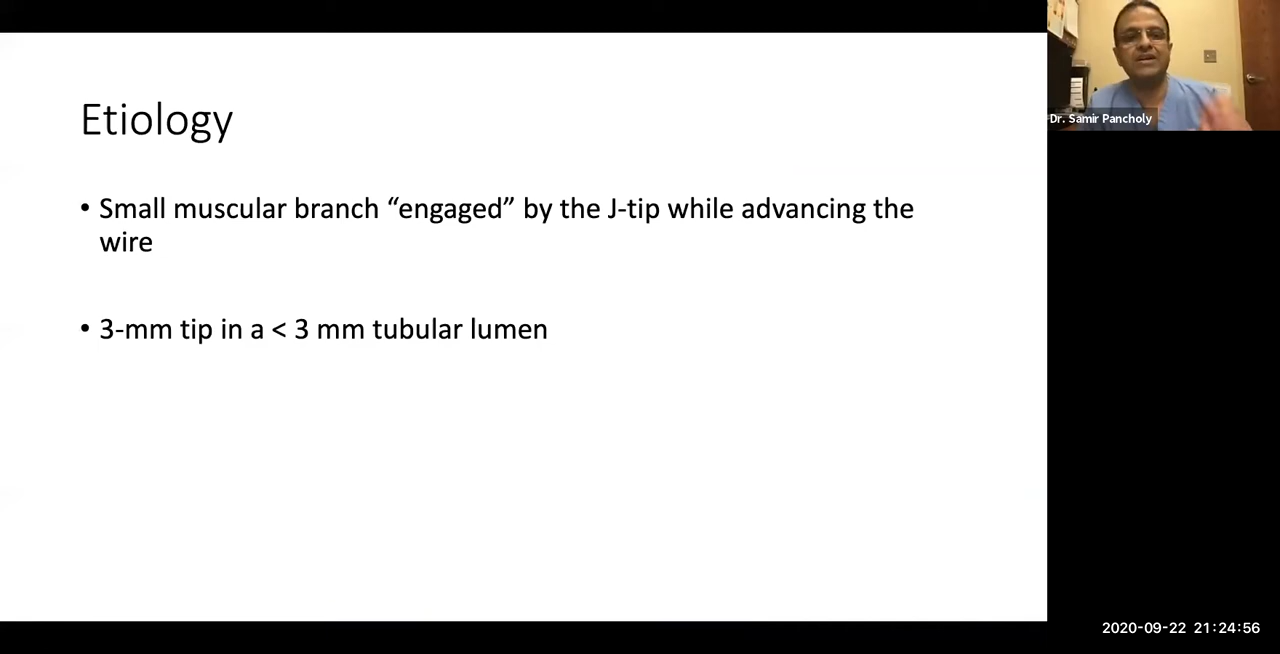 Etiology
• Small muscular branch “engaged” by the J-tip while advancing the
wire
• 3-mm tip in a < 3 mm tubular lumen
Dr. Samir Pancholy
2020-09-22 21:24:56